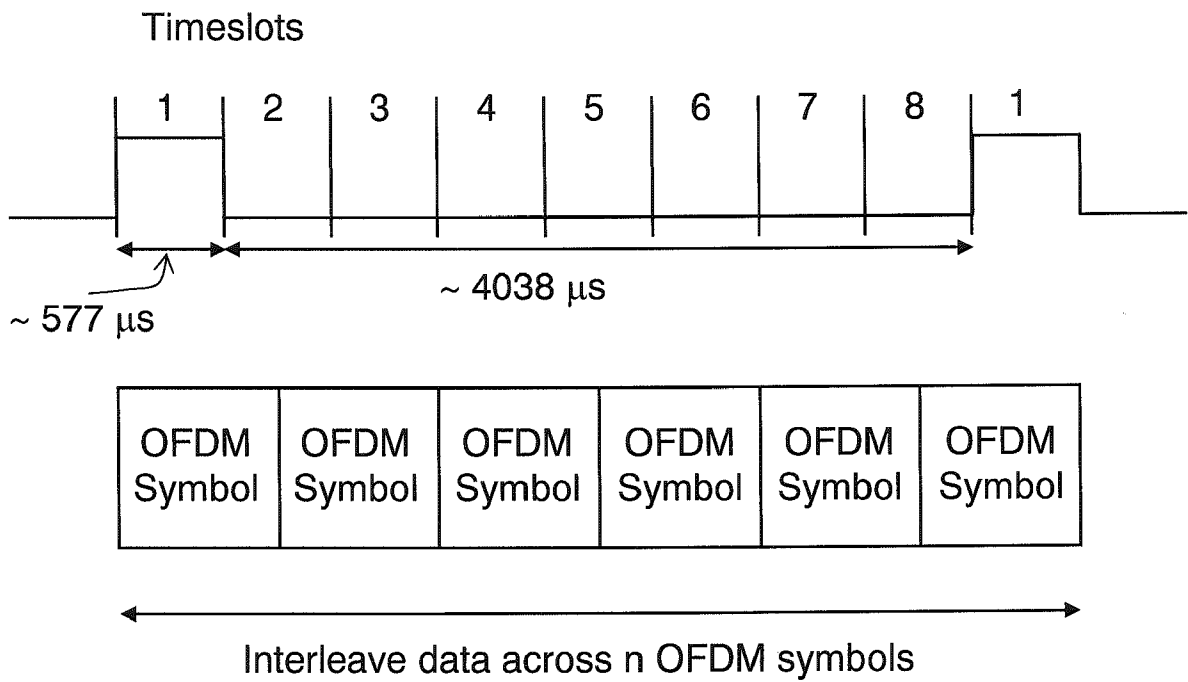 Timeslots
1 2 3 4 5 6 7 8 1
~ 4038 μs
~ 577 μs
OFDM Symbol OFDM Symbol OFDM Symbol OFDM Symbol OFDM Symbol OFDM Symbol
Interleave data across n OFDM symbols